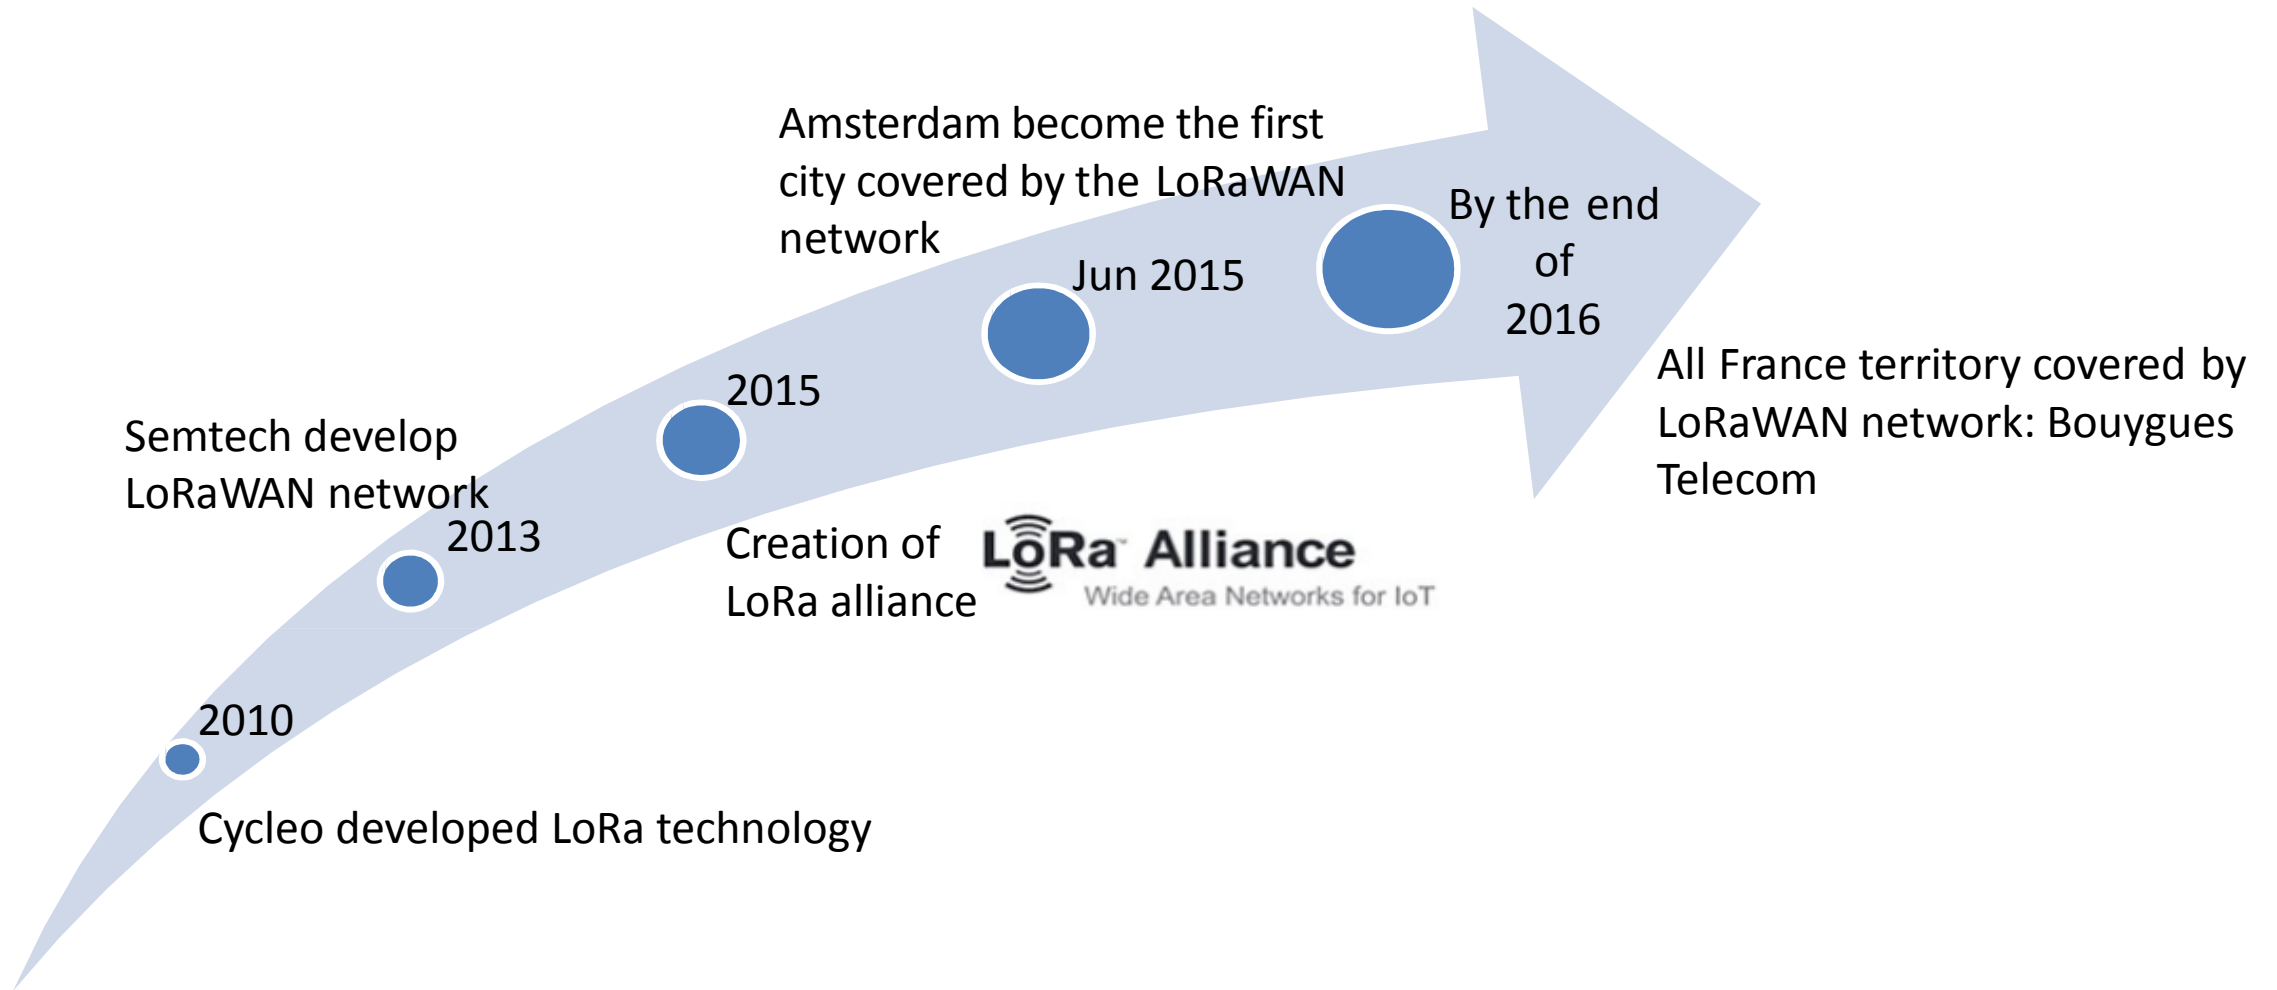 Amsterdam become the first
city covered by the LoRaWAN
network
By the end
of
2016
Jun 2015
All France territory covered by
LoRaWAN network: Bouygues
Telecom
2015
Semtech develop
LoRaWAN network
2013
Creation of
LoRa alliance
LoRa™ Alliance
Wide Area Networks for IoT
2010
Cycleo developed LoRa technology